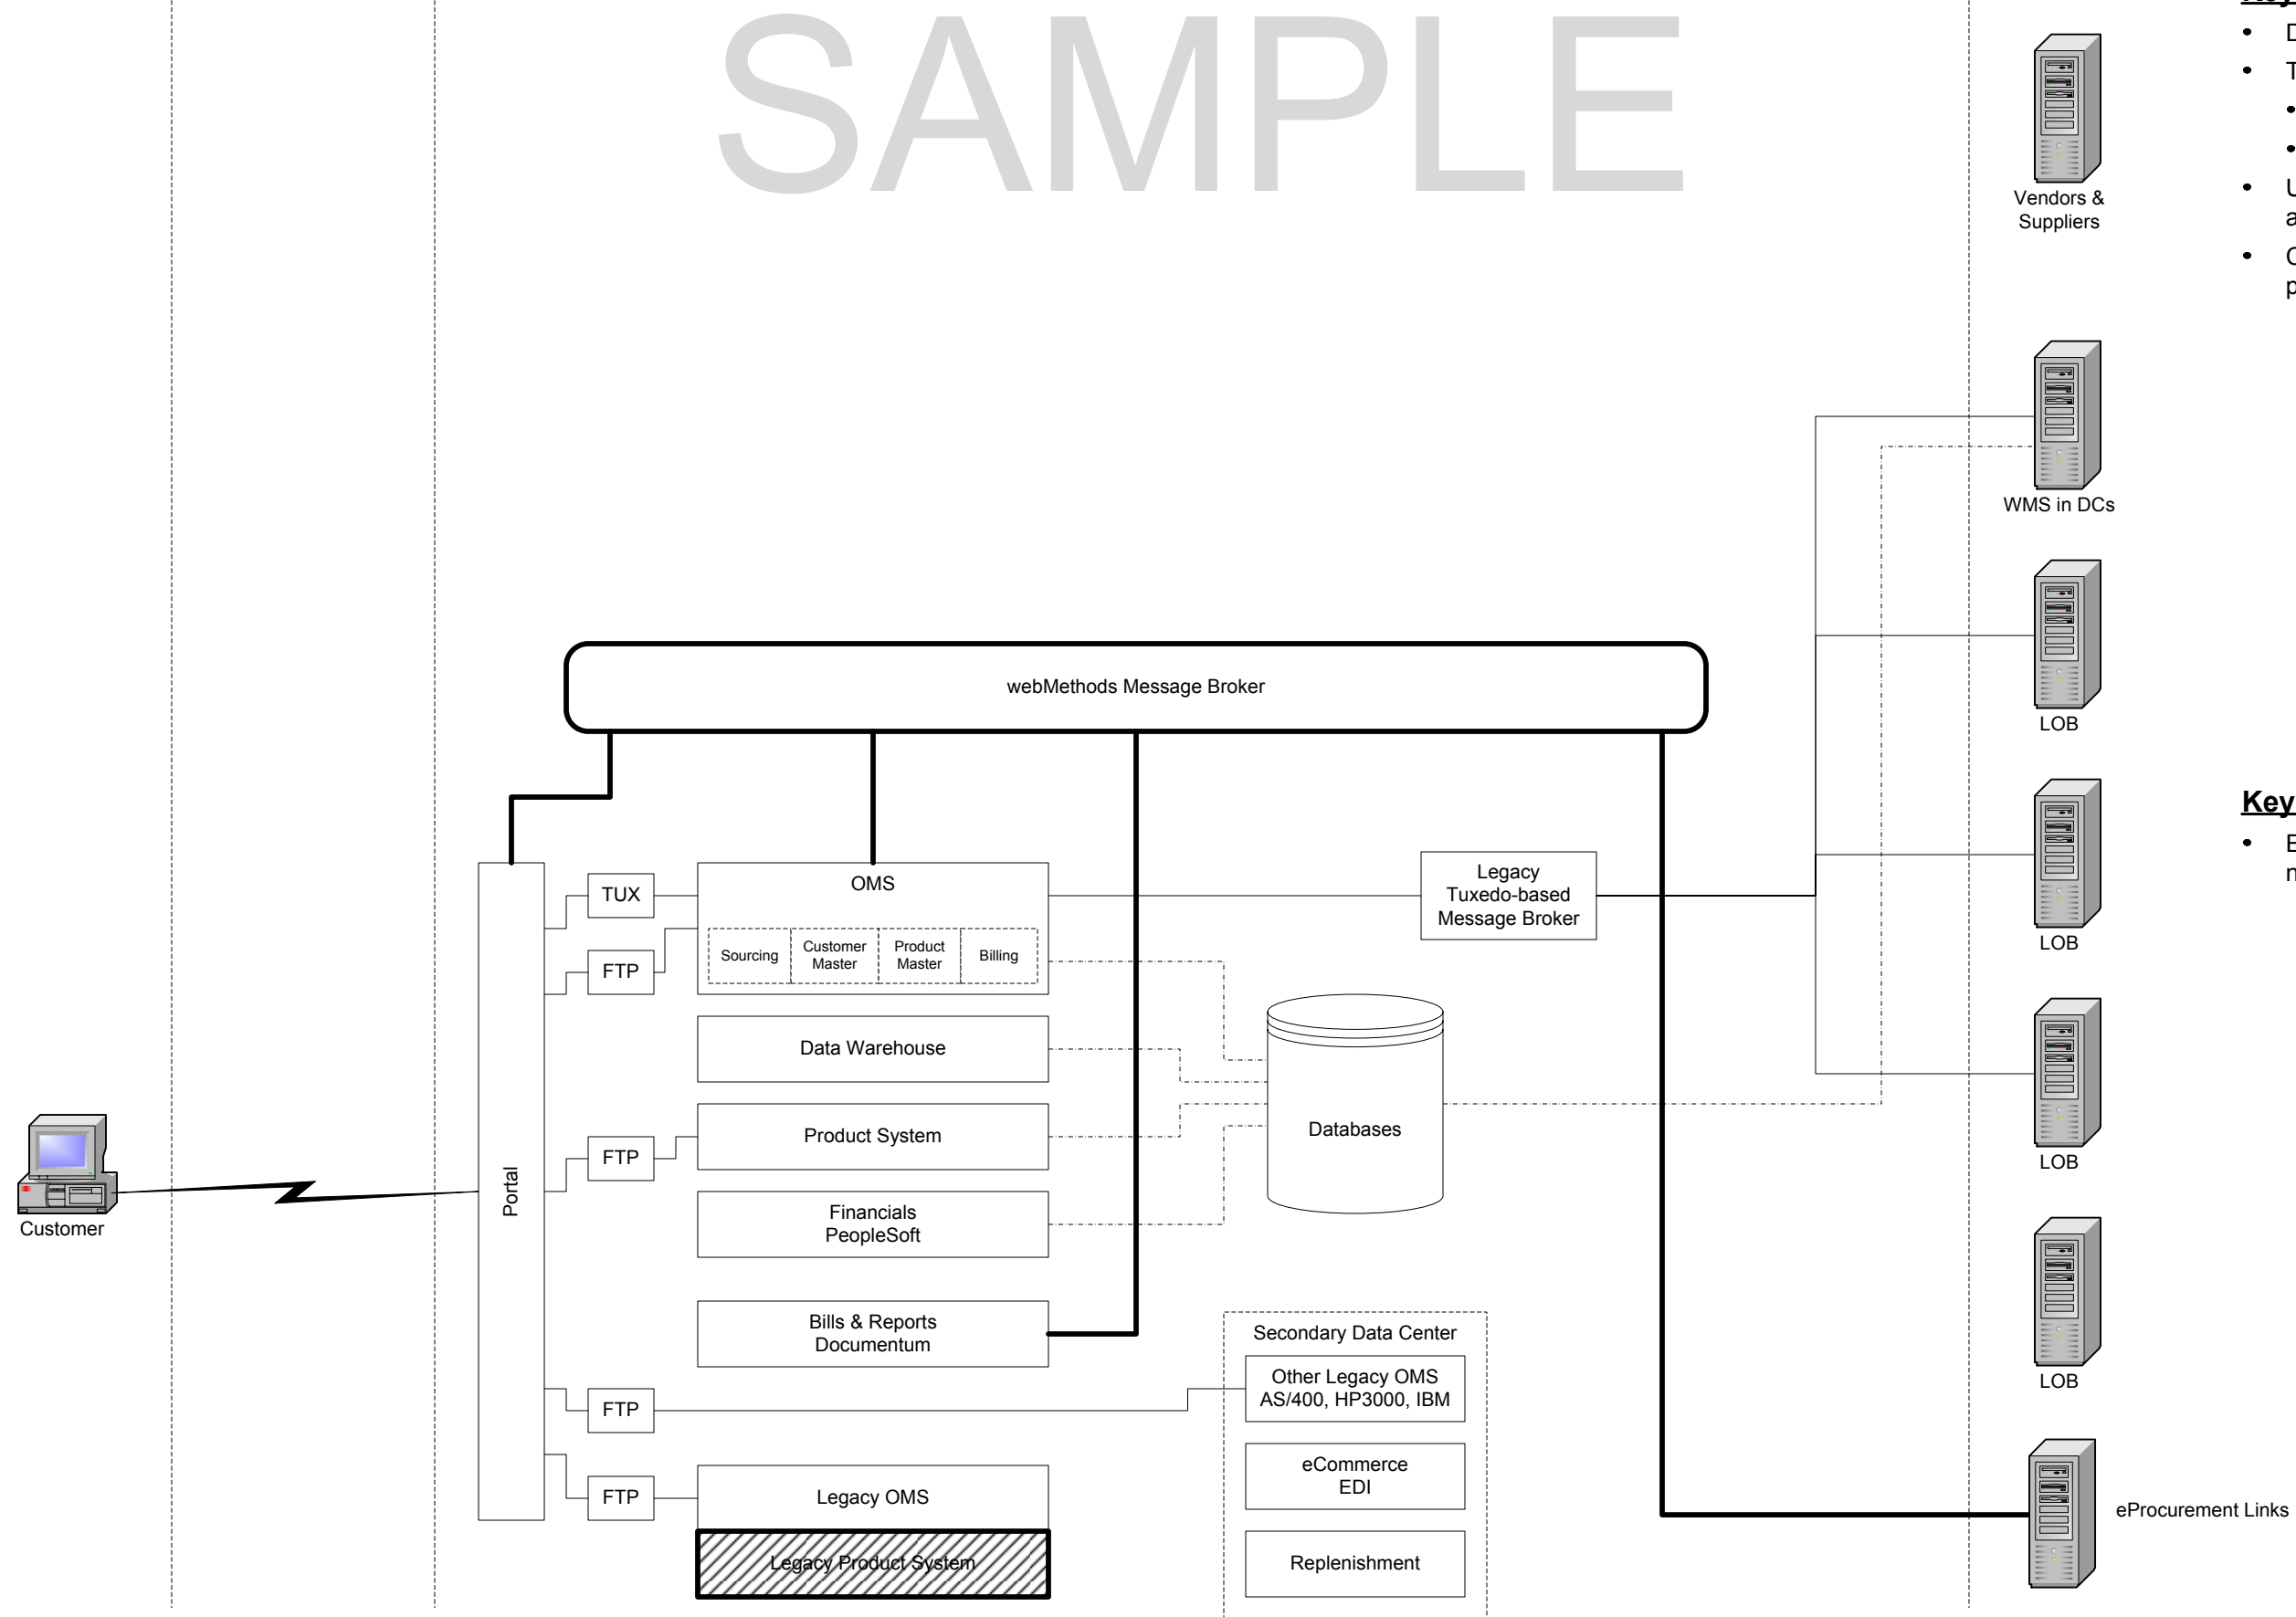 SAMPLE
Vendors &
Suppliers
WMS in DCs
LOB
webMethods Message Broker
Key
LOB
Portal
TUX
FTP
OMS
Sourcing
Customer
Master
Product
Master
Billing
Legacy
Tuxedo-based
Message Broker
Data Warehouse
FTP
Product System
Databases
LOB
Customer
Financials
PeopleSoft
Bills & Reports
Documentum
Secondary Data Center
FTP
Other Legacy OMS
AS/400, HP3000, IBM
LOB
eCommerce
EDI
FTP
Legacy OMS
Legacy Product System
Replenishment
eProcurement Links